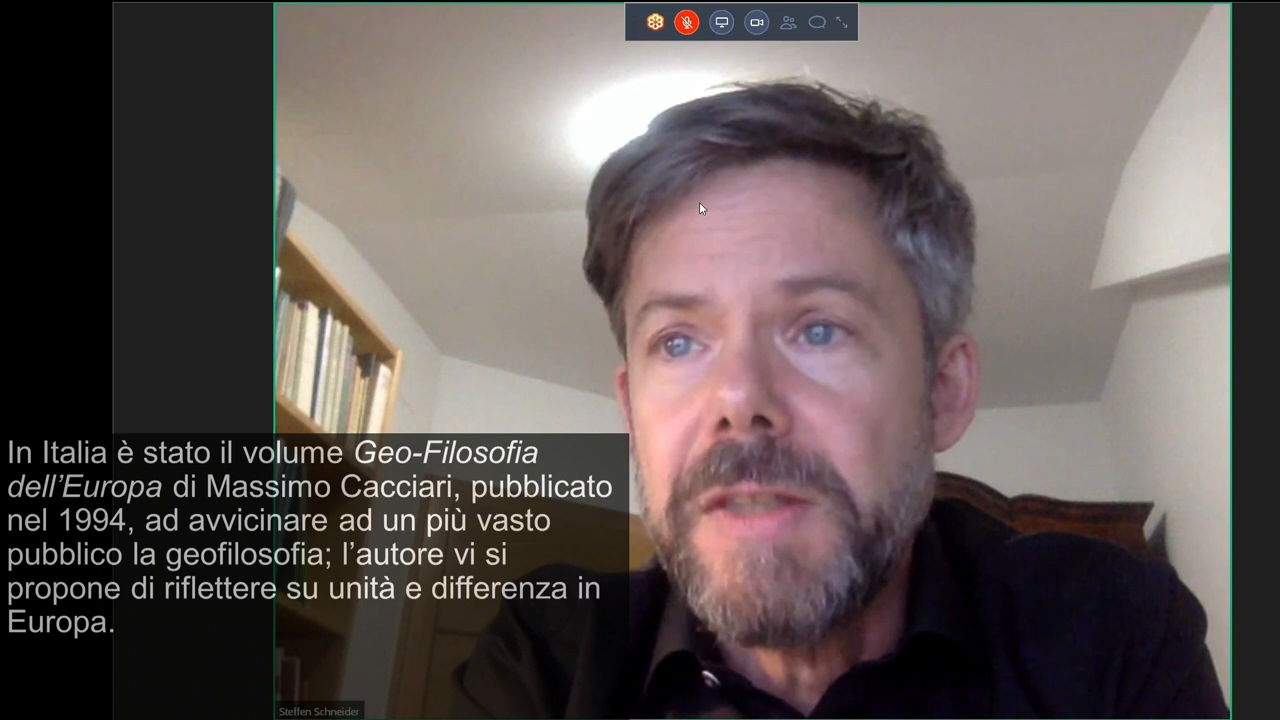 In Italia è stato il volume Geo-Filosofia
dell’Europa di Massimo Cacciari, pubblicato
nel 1994, ad avvicinare ad un più vasto
pubblico la geofilosofia; l’autore vi si
propone di riflettere su unità e differenza in
Europa.
Steffen Schneider